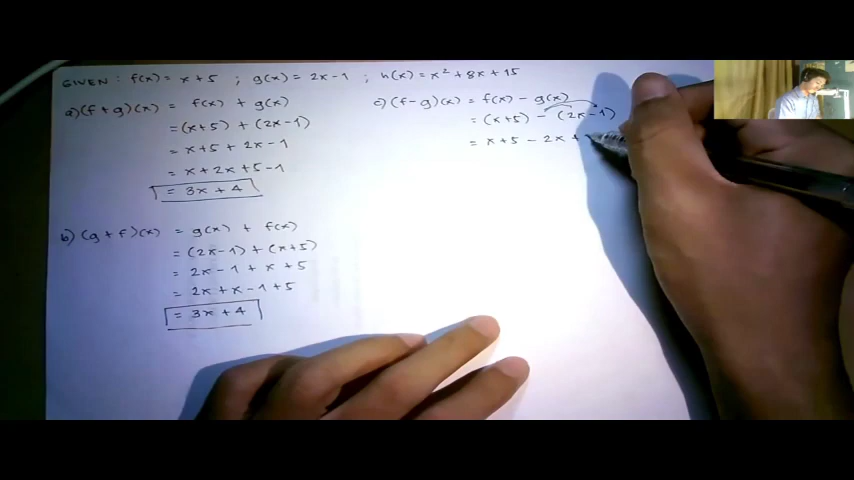 GIVEN : f(x) = x+5 ; g(x) = 2x-1 ; h(x) = x² + 8x + 15
a) (f+g)(x) = f(x) + g(x)
= (x+5) + (2x-1)
= x+5 + 2x-1
= x+2x+5-1
= 3x+4
b) (g+f)(x) = g(x) + f(x)
= (2x-1) + (x+5)
= 2x-1 + x+5
= 2x+x-1+5
= 3x+4
c) (f-g)(x) = f(x) - g(x)
= (x+5) - (2x-1)
= x+5 - 2x +